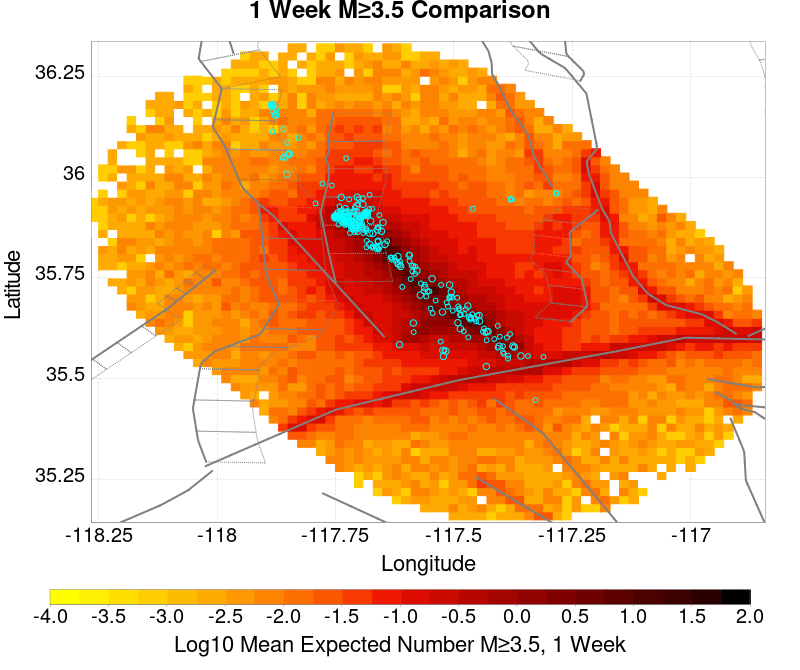 1 Week M≥3.5 Comparison
36.25
36
35.75
35.5
35.25
Latitude
-118.25 -118 -117.75 -117.5 -117.25 -117
Longitude
-4.0 -3.5 -3.0 -2.5 -2.0 -1.5 -1.0 -0.5 0.0 0.5 1.0 1.5 2.0
Log10 Mean Expected Number M≥3.5, 1 Week